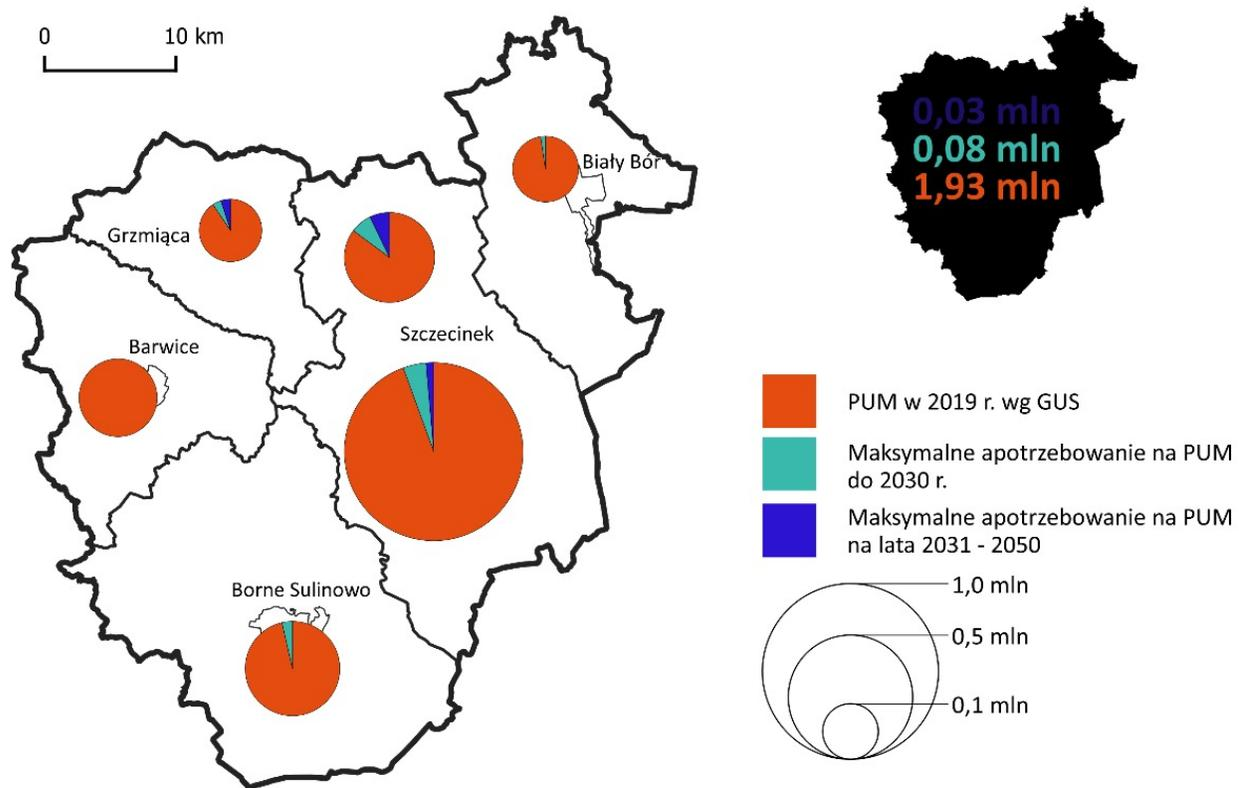 0 10 km
Biały Bór
Grzmiąca
Szczecinek
Barwice
Borne Sulinowo
0,03 mln
0,08 mln
1,93 mln
PUM w 2019 r. wg GUS
Maksymalne apotrzebowanie na PUM
do 2030 r.
Maksymalne apotrzebowanie na PUM
na lata 2031 - 2050
1,0 mln
0,5 mln
0,1 mln